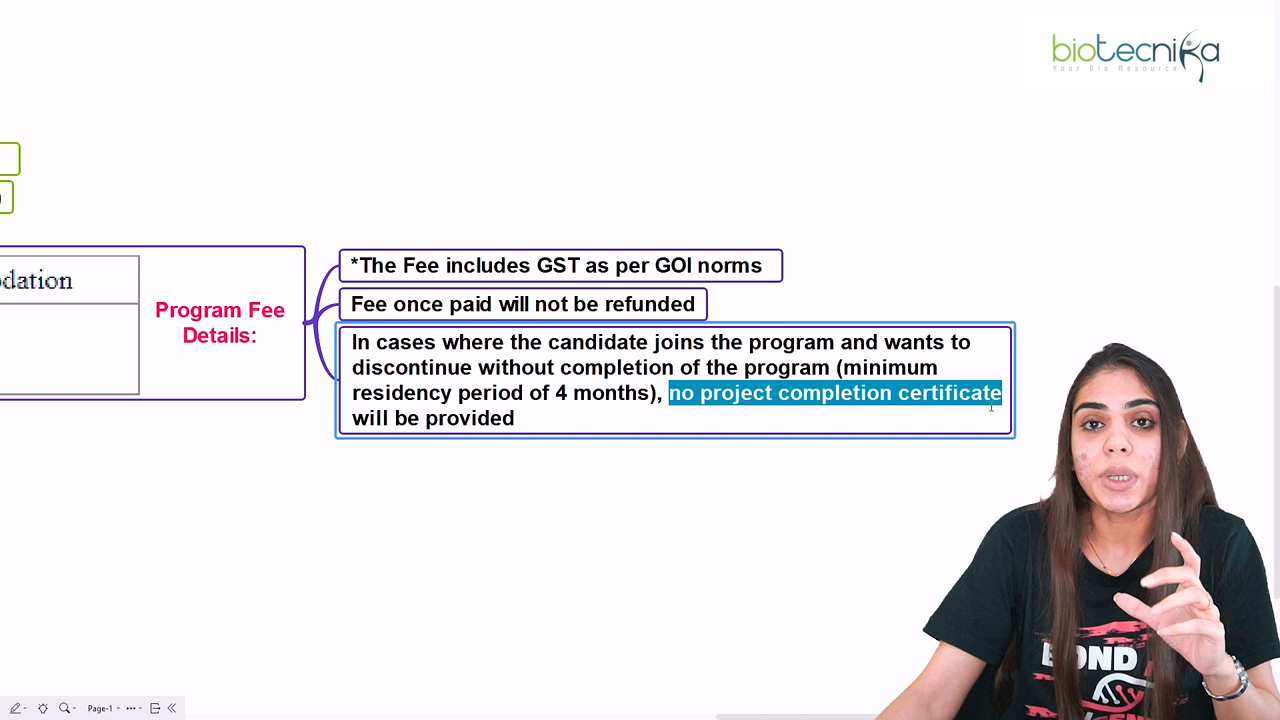 biotecnika
Your Bio Resource
dation
Program Fee
Details:
*The Fee includes GST as per GOI norms
Fee once paid will not be refunded
In cases where the candidate joins the program and wants to
discontinue without completion of the program (minimum
residency period of 4 months), no project completion certificate
will be provided
BOND
Page-1